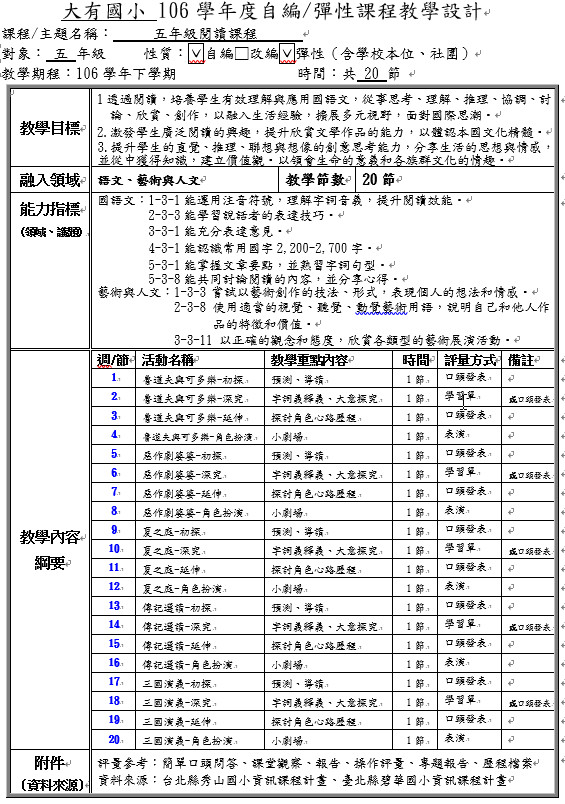 大有國小 106 學年度自編/彈性課程教學設計
課程/主題名稱： 五年級閱讀課程
對象： 五 年級 性質：☑自編□改編☑彈性（含學校本位、社團）
教學期程：106 學年下學期 時間：共 20 節
教學目標
1 透過閱讀，培養學生有效理解與應用國語文，從事思考、理解、推理、協調、討
論、欣賞、創作，以融入生活經驗，擴展多元視野，面對國際思潮。
2.激發學生廣泛閱讀的興趣，提升欣賞文學作品的能力，以體認本國文化精髓。
3.提升學生的直覺、推理、聯想與想像的創意思考能力，分享生活的思想與情感，
並從中獲得知識，建立價值觀。以領會生命的意義和各族群文化的情趣。
融入領域 語文、藝術與人文 教學節數 20 節
能力指標
(領域、議題)
國語文：1-3-1 能運用注音符號，理解字詞音義，提升閱讀效能。
2-3-3 能學習說話者的表達技巧。
3-3-1 能充分表達意見。
4-3-1 能認識常用國字 2,200-2,700 字。
5-3-1 能掌握文章要點，並熟習字詞句型。
5-3-8 能共同討論閱讀的內容，並分享心得。
藝術與人文：1-3-3 嘗試以藝術創作的技法、形式，表現個人的想法和情感。
2-3-8 使用適當的視覺、聽覺、動覺藝術用語，說明自己和他人作
品的特徵和價值。
3-3-11 以正確的觀念和態度，欣賞各類型的藝術展演活動。
教學內容
綱要
週/節 活動名稱 教學重點內容 時間 評量方式 備註
1 魯道夫與可多樂-初探 預測、導讀 1 節 口頭發表
2 魯道夫與可多樂-深究 字詞義釋義、大意探究 1 節 學習單 或口頭發表
3 魯道夫與可多樂-延伸 探討角色心路歷程 1 節 口頭發表
4 魯道夫與可多樂-角色扮演 小劇場 1 節 表演
5 惡作劇婆婆-初探 預測、導讀 1 節 口頭發表
6 惡作劇婆婆-深究 字詞義釋義、大意探究 1 節 學習單 或口頭發表
7 惡作劇婆婆-延伸 探討角色心路歷程 1 節 口頭發表
8 惡作劇婆婆-角色扮演 小劇場 1 節 表演
9 夏之庭-初探 預測、導讀 1 節 口頭發表
10 夏之庭-深究 字詞義釋義、大意探究 1 節 學習單 或口頭發表
11 夏之庭-延伸 探討角色心路歷程 1 節 口頭發表
12 夏之庭-角色扮演 小劇場 1 節 表演
13 傳記選讀-初探 預測、導讀 1 節 口頭發表
14 傳記選讀-深究 字詞義釋義、大意探究 1 節 學習單 或口頭發表
15 傳記選讀-延伸 探討角色心路歷程 1 節 口頭發表
16 傳記選讀-角色扮演 小劇場 1 節 表演
17 三國演義-初探 預測、導讀 1 節 口頭發表
18 三國演義-深究 字詞義釋義、大意探究 1 節 學習單 或口頭發表
19 三國演義-延伸 探討角色心路歷程 1 節 口頭發表
20 三國演義-角色扮演 小劇場 1 節 表演
附件
(資料來源)
評量參考：簡單口頭問答、課堂觀察、報告、操作評量、專題報告、歷程檔案
資料來源：台北縣秀山國小資訊課程計畫、臺北縣碧華國小資訊課程計畫